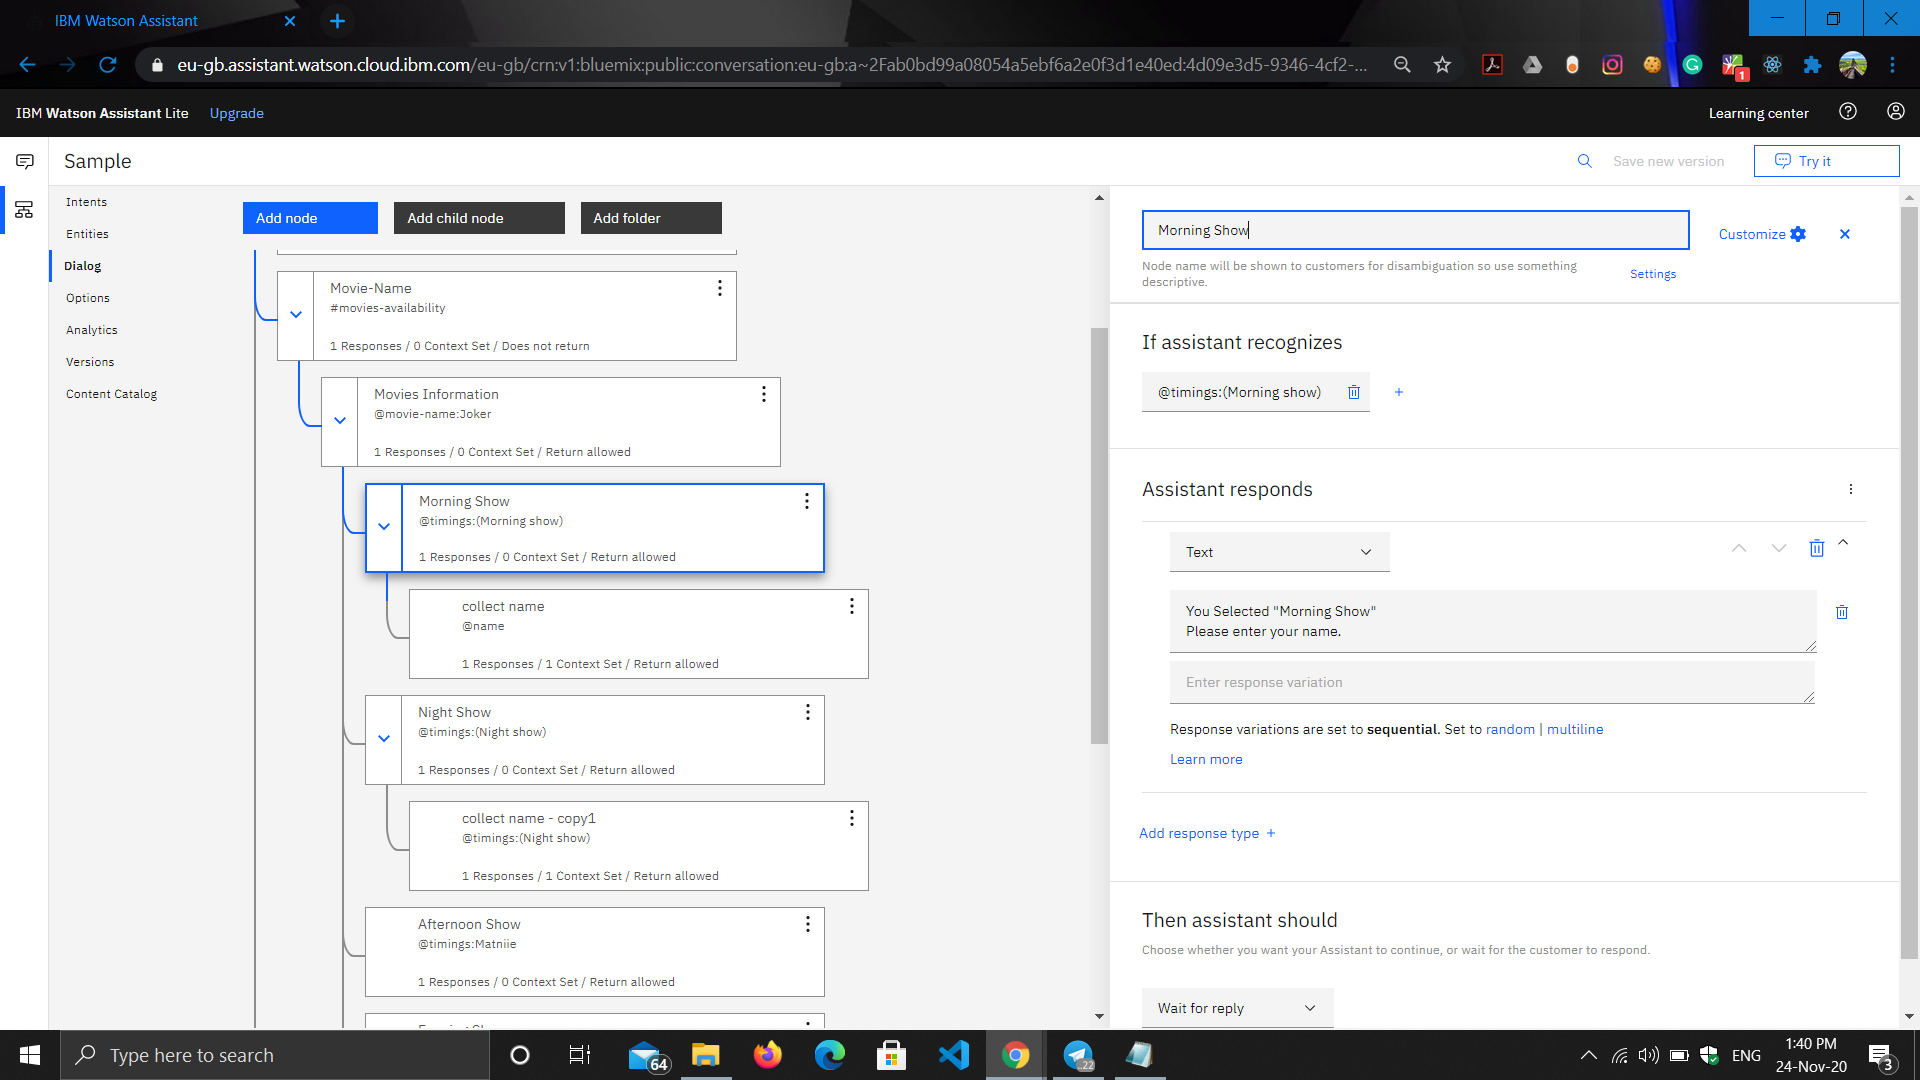 IBM Watson Assistant
eu-gb.assistant.watson.cloud.ibm.com/eu-gb/crn:v1:bluemix:public:conversation:eu-gb:a~2Fab0bd99a08054a5ebf6a2e0f3d1e40ed:4d09e3d5-9346-4cf2-...
1
IBM Watson Assistant Lite
Upgrade
Learning center
Sample
Save new version
Try it
Intents
Entities
Dialog
Options
Analytics
Versions
Content Catalog
Add node
Add child node
Add folder
Movie-Name
#movies-availability
1 Responses / 0 Context Set / Does not return
Movies Information
@movie-name:Joker
1 Responses / 0 Context Set / Return allowed
Morning Show
@timings:(Morning show)
1 Responses / 0 Context Set / Return allowed
collect name
@name
1 Responses / 1 Context Set / Return allowed
Night Show
@timings:(Night show)
1 Responses / 0 Context Set / Return allowed
collect name - copy1
@timings:(Night show)
1 Responses / 1 Context Set / Return allowed
Afternoon Show
@timings:Matniie
1 Responses / 0 Context Set / Return allowed
Morning Show
Customize
Node name will be shown to customers for disambiguation so use something
descriptive.
Settings
If assistant recognizes
@timings:(Morning show)
Assistant responds
Text
You Selected "Morning Show"
Please enter your name.
Enter response variation
Response variations are set to sequential. Set to random | multiline
Learn more
Add response type +
Then assistant should
Choose whether you want your Assistant to continue, or wait for the customer to respond.
Wait for reply
Type here to search
64
22
ENG
1:40 PM
24-Nov-20
3